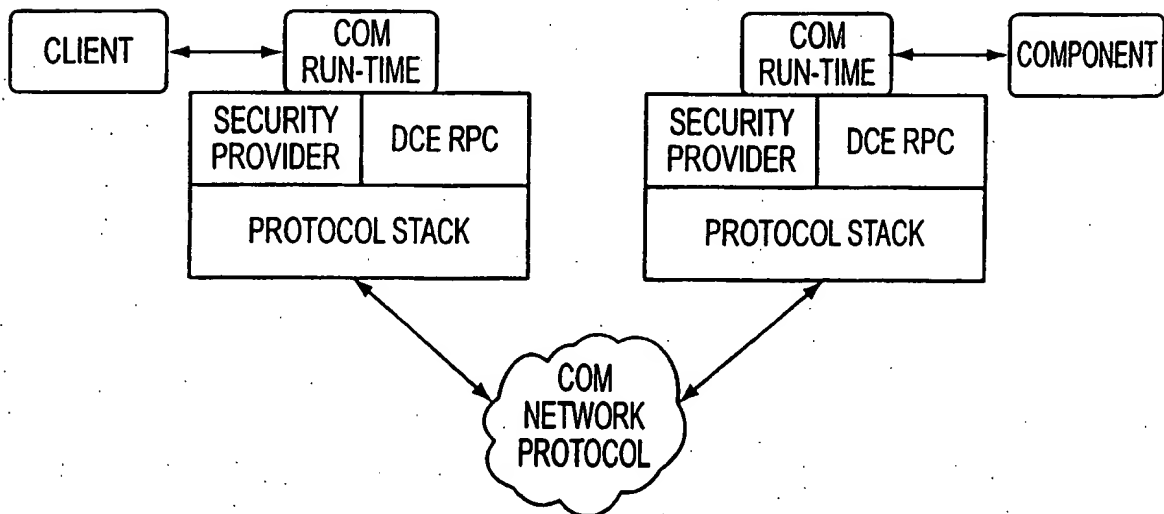 CLIENT
COM
RUN-TIME
COM
RUN-TIME
COMPONENT
SECURITY
PROVIDER
DCE RPC
SECURITY
PROVIDER
DCE RPC
PROTOCOL STACK
PROTOCOL STACK
COM
NETWORK
PROTOCOL